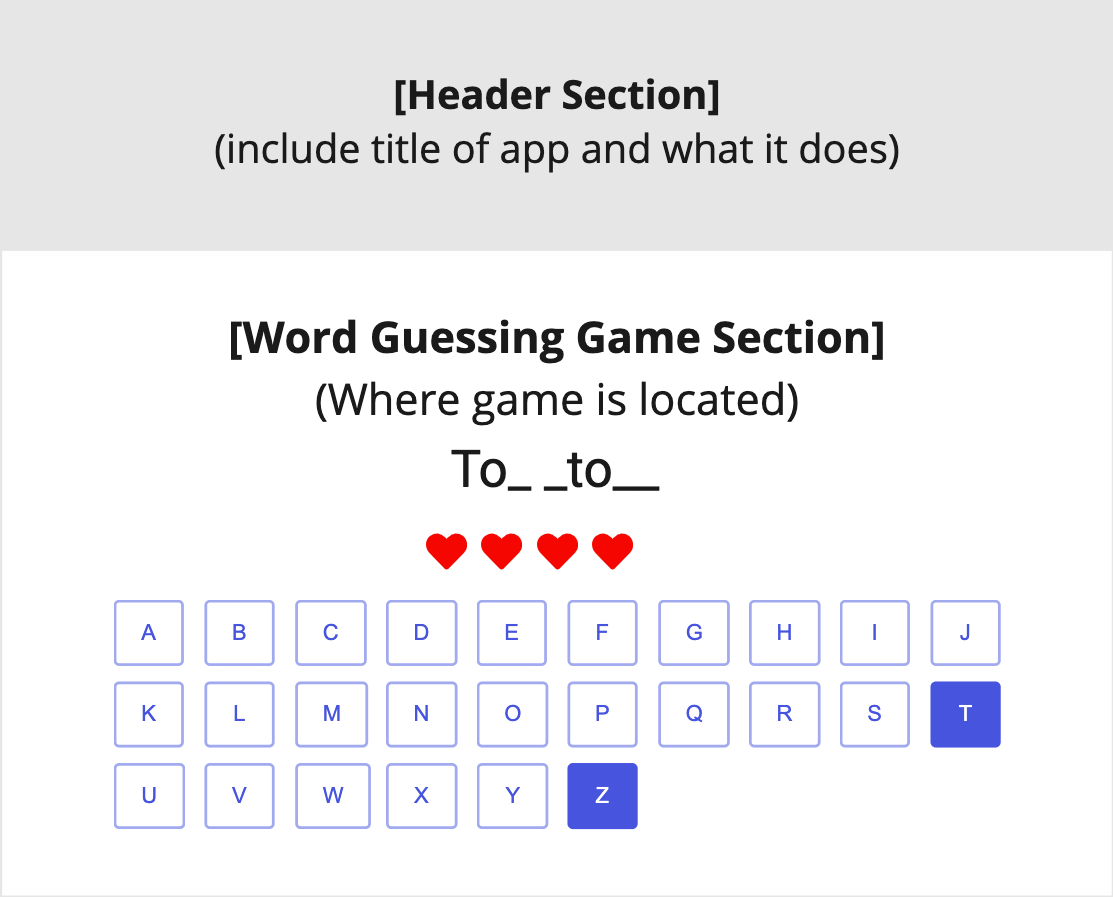 [Header Section]
(include title of app and what it does)
[Word Guessing Game Section]
(Where game is located)
To_ _to__
A B C D E F G H I J
K L M N O P Q R S T
U V W X Y Z